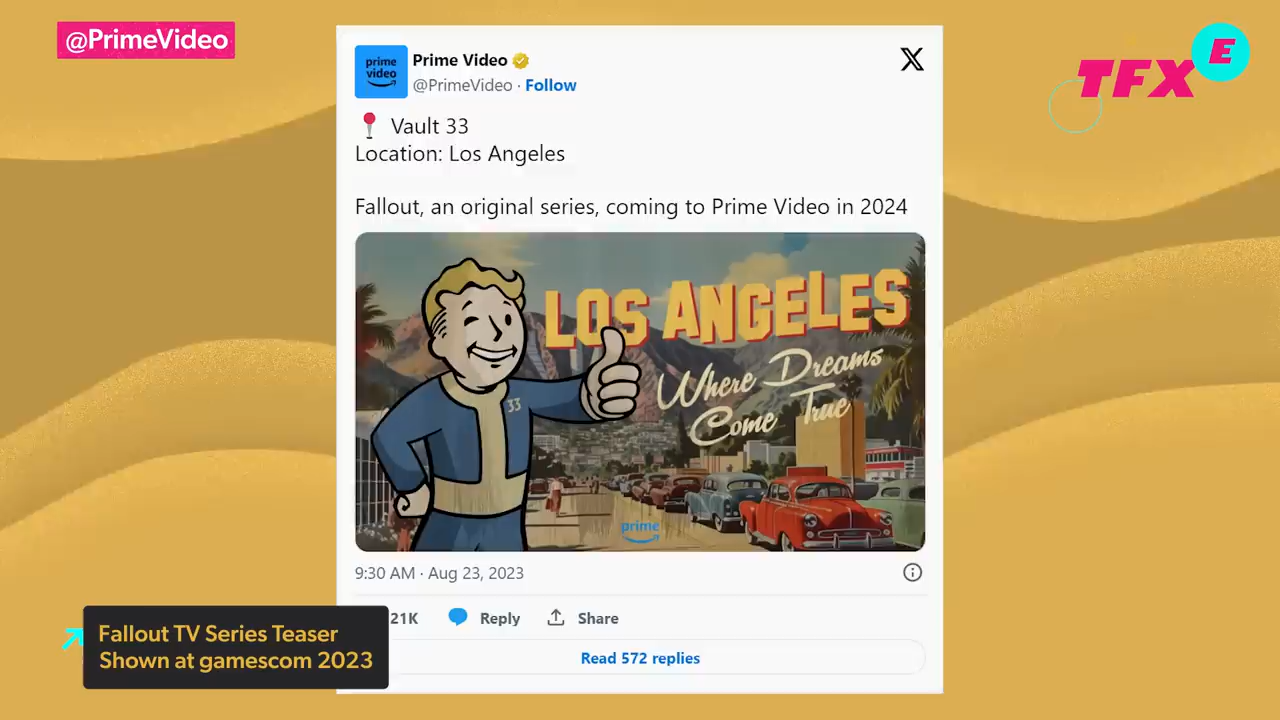 @PrimeVideo
TFX
E
prime
video
Prime Video
@PrimeVideo · Follow
X
Vault 33
Location: Los Angeles
Fallout, an original series, coming to Prime Video in 2024
LOS ANGELES
Where Dreams
Come True
33
prime
9:30 AM · Aug 23, 2023
21K
Reply
Share
Fallout TV Series Teaser
Shown at gamescom 2023
Read 572 replies